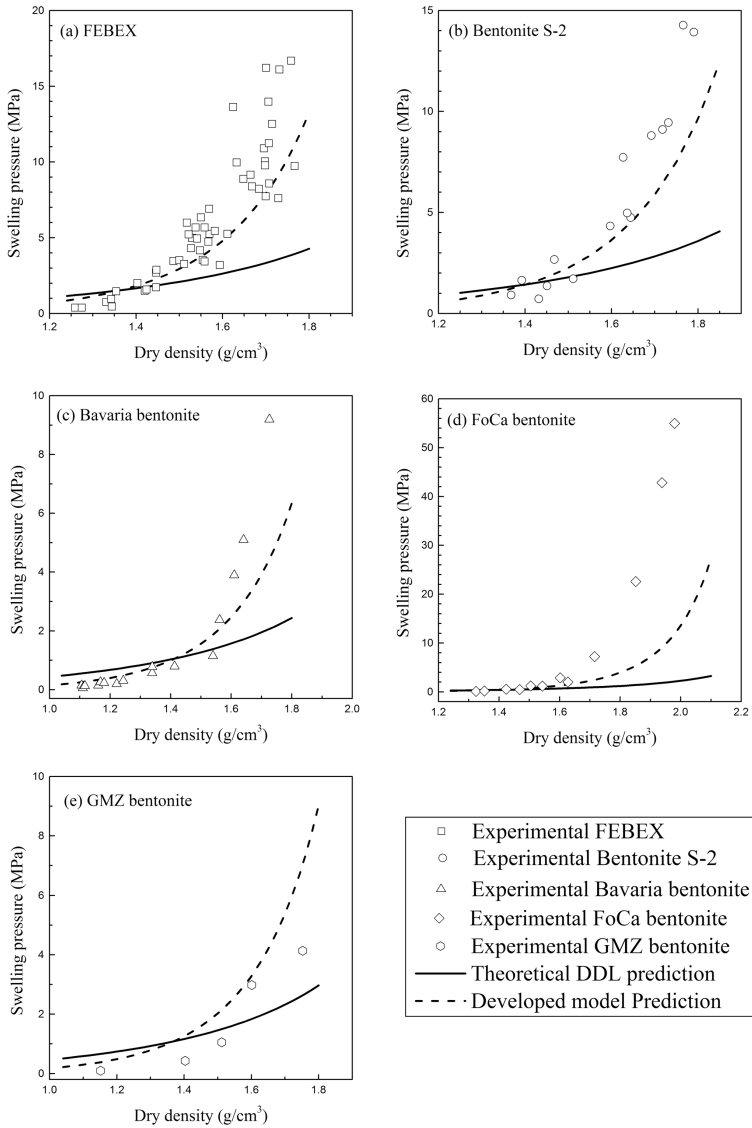 (a) FEBEX
Swelling pressure (MPa)
20
15
10
5
0
1.2
1.4
1.6
1.8
Dry density (g/cm³)
(b) Bentonite S-2
Swelling pressure (MPa)
15
10
5
0
1.2
1.4
1.6
1.8
Dry density (g/cm³)
(c) Bavaria bentonite
Swelling pressure (MPa)
10
8
6
4
2
0
1.0
1.2
1.4
1.6
1.8
2.0
Dry density (g/cm³)
(d) FoCa bentonite
Swelling pressure (MPa)
60
50
40
30
20
10
0
1.2
1.4
1.6
1.8
2.0
2.2
Dry density (g/cm³)
(e) GMZ bentonite
Swelling pressure (MPa)
10
8
6
4
2
0
1.0
1.2
1.4
1.6
1.8
2.0
Dry density (g/cm³)
Experimental FEBEX
Experimental Bentonite S-2
Experimental Bavaria bentonite
Experimental FoCa bentonite
Experimental GMZ bentonite
Theoretical DDL prediction
Developed model Prediction